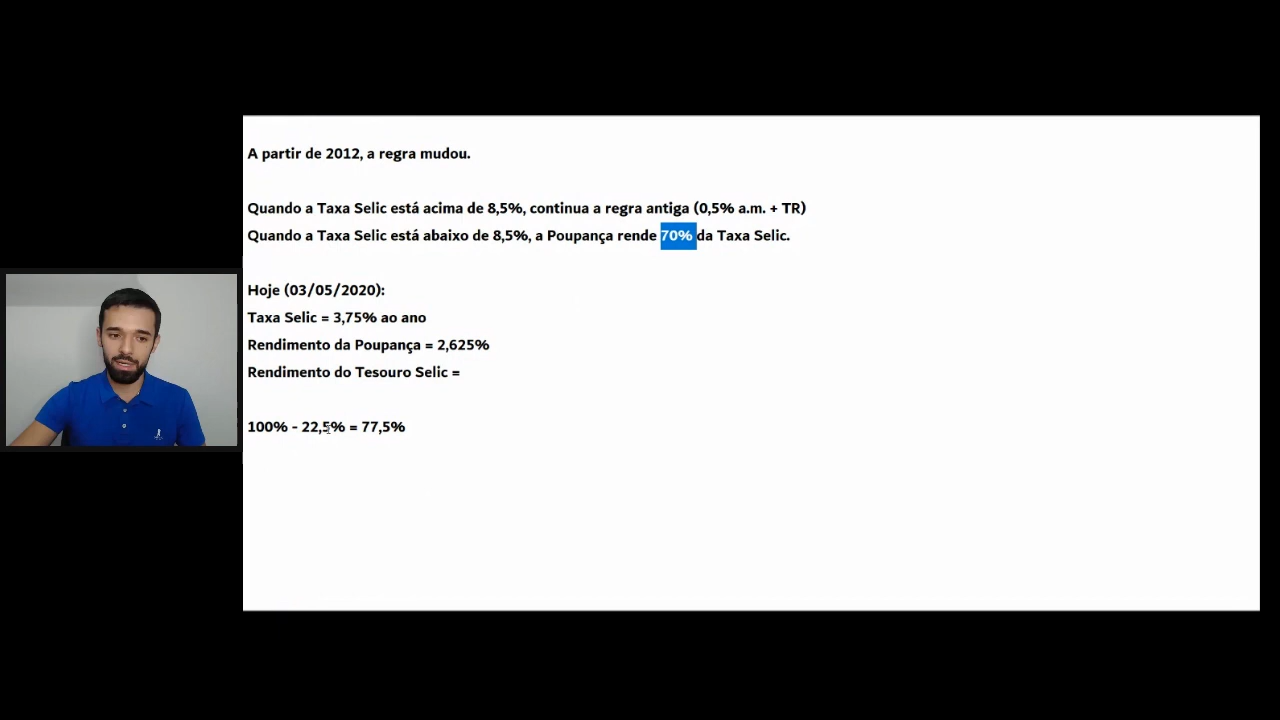 A partir de 2012, a regra mudou.
Quando a Taxa Selic está acima de 8,5%, continua a regra antiga (0,5% a.m. + TR)
Quando a Taxa Selic está abaixo de 8,5%, a Poupança rende 70% da Taxa Selic.
Hoje (03/05/2020):
Taxa Selic = 3,75% ao ano
Rendimento da Poupança = 2,625%
Rendimento do Tesouro Selic =
100% - 22,5% = 77,5%